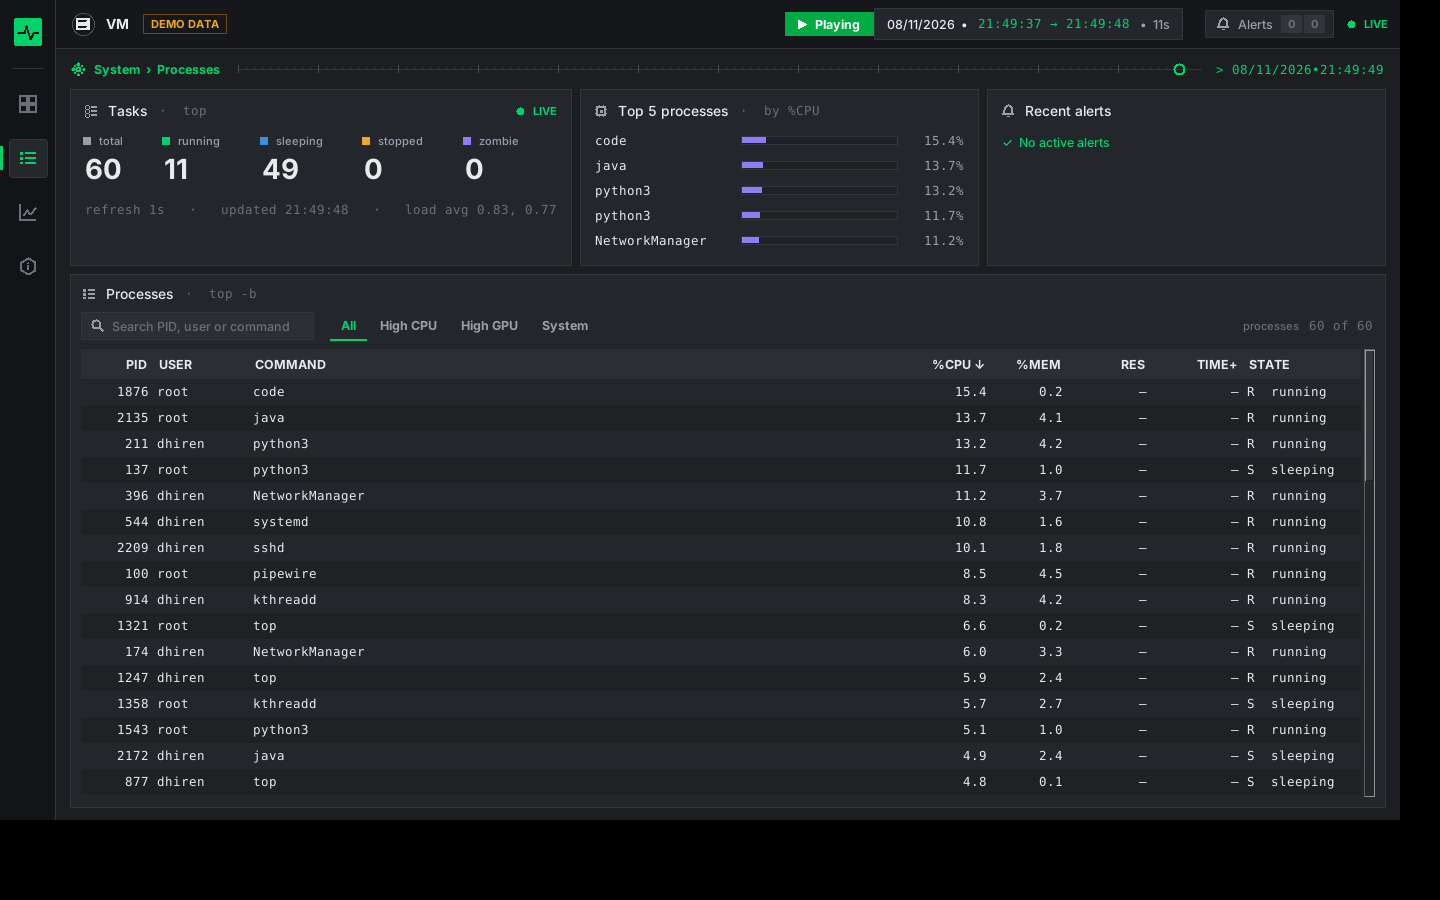 VM DEMO DATA Playing 08/11/2026 • 21:49:37 → 21:49:48 • 11s Alerts 0 0 LIVE
System › Processes > 08/11/2026•21:49:49
Tasks · top LIVE
total running sleeping stopped zombie
60 11 49 0 0
refresh 1s · updated 21:49:48 · load avg 0.83, 0.77
Top 5 processes · by %CPU
code 15.4%
java 13.7%
python3 13.2%
python3 11.7%
NetworkManager 11.2%
Recent alerts
✓ No active alerts
Processes · top -b
Search PID, user or command All High CPU High GPU System processes 60 of 60
PID USER COMMAND %CPU ↓ %MEM RES TIME+ STATE
1876 root code 15.4 0.2 – – R running
2135 root java 13.7 4.1 – – R running
211 dhiren python3 13.2 4.2 – – R running
137 root python3 11.7 1.0 – – S sleeping
396 dhiren NetworkManager 11.2 3.7 – – R running
544 dhiren systemd 10.8 1.6 – – R running
2209 dhiren sshd 10.1 1.8 – – R running
100 root pipewire 8.5 4.5 – – R running
914 dhiren kthreadd 8.3 4.2 – – R running
1321 root top 6.6 0.2 – – S sleeping
174 dhiren NetworkManager 6.0 3.3 – – R running
1247 dhiren top 5.9 2.4 – – R running
1358 root kthreadd 5.7 2.7 – – S sleeping
1543 root python3 5.1 1.0 – – R running
2172 dhiren java 4.9 2.4 – – S sleeping
877 dhiren top 4.8 0.1 – – S sleeping